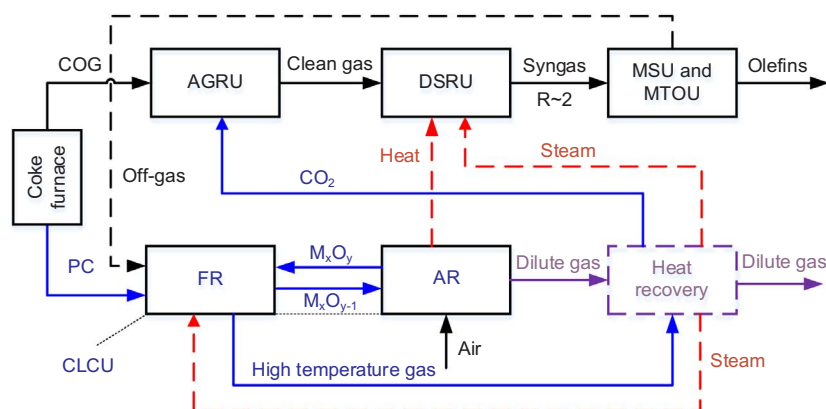 COG
AGRU
Clean gas
DSRU
Syngas
R~2
MSU and
MTOU
Olefins
Coke
furnace
Off-gas
CO2
Heat
Steam
PC
FR
MxOy
MxOy-1
AR
Dilute gas
Heat
recovery
Dilute gas
CLCU
High temperature gas
Air
Steam